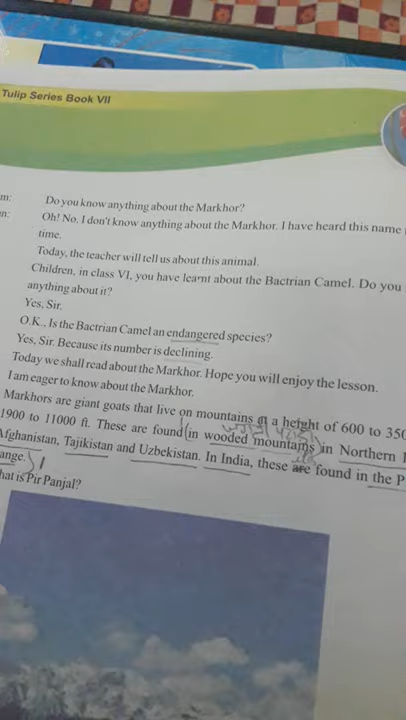 Tulip Series Book VII
m: Do you know anything about the Markhor?
n: Oh! No. I don't know anything about the Markhor. I have heard this name
time.
Today, the teacher will tell us about this animal.
Children, in class VI, you have learnt about the Bactrian Camel. Do you
anything about it?
Yes, Sir.
O.K., Is the Bactrian Camel an endangered species?
Yes, Sir. Because its number is declining.
Today we shall read about the Markhor. Hope you will enjoy the lesson.
I am eager to know about the Markhor.
Markhors are giant goats that live on mountains at a height of 600 to 350
1900 to 11000 ft. These are found in wooded mountains in Northern
Afghanistan, Tajikistan and Uzbekistan. In India, these are found in the P
ange.
hat is Pir Panjal?